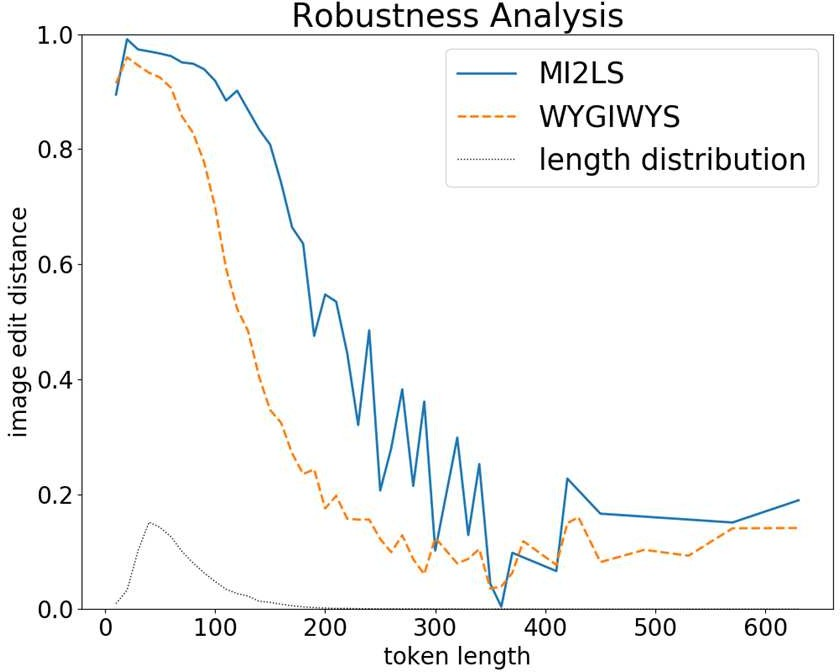 Robustness Analysis
MI2LS
WYGIWYS
length distribution
image edit distance
1.0
0.8
0.6
0.4
0.2
0.0
0 100 200 300 400 500 600
token length